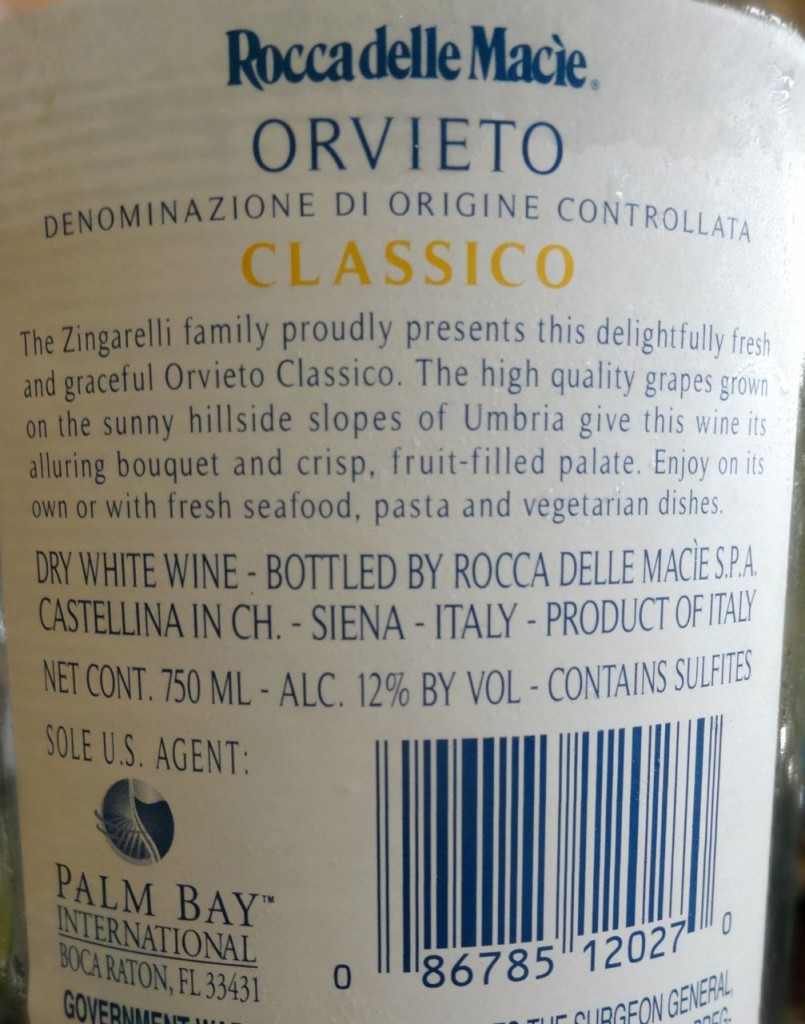 Rocca delle Macìe®
ORVIETO
DENOMINAZIONE DI ORIGINE CONTROLLATA
CLASSICO
The Zingarelli family proudly presents this delightfully fresh
and graceful Orvieto Classico. The high quality grapes grown
on the sunny hillside slopes of Umbria give this wine its
alluring bouquet and crisp, fruit-filled palate. Enjoy on its
own or with fresh seafood, pasta and vegetarian dishes.
DRY WHITE WINE - BOTTLED BY ROCCA DELLE MACÌE S.P.A.
CASTELLINA IN CH. - SIENA - ITALY - PRODUCT OF ITALY
NET CONT. 750 ML - ALC. 12% BY VOL - CONTAINS SULFITES
SOLE U.S. AGENT:
PALM BAY™
INTERNATIONAL
BOCA RATON, FL 33431
0 86785 12027 0
GOVERNMENT THE SURGEON GENERAL,